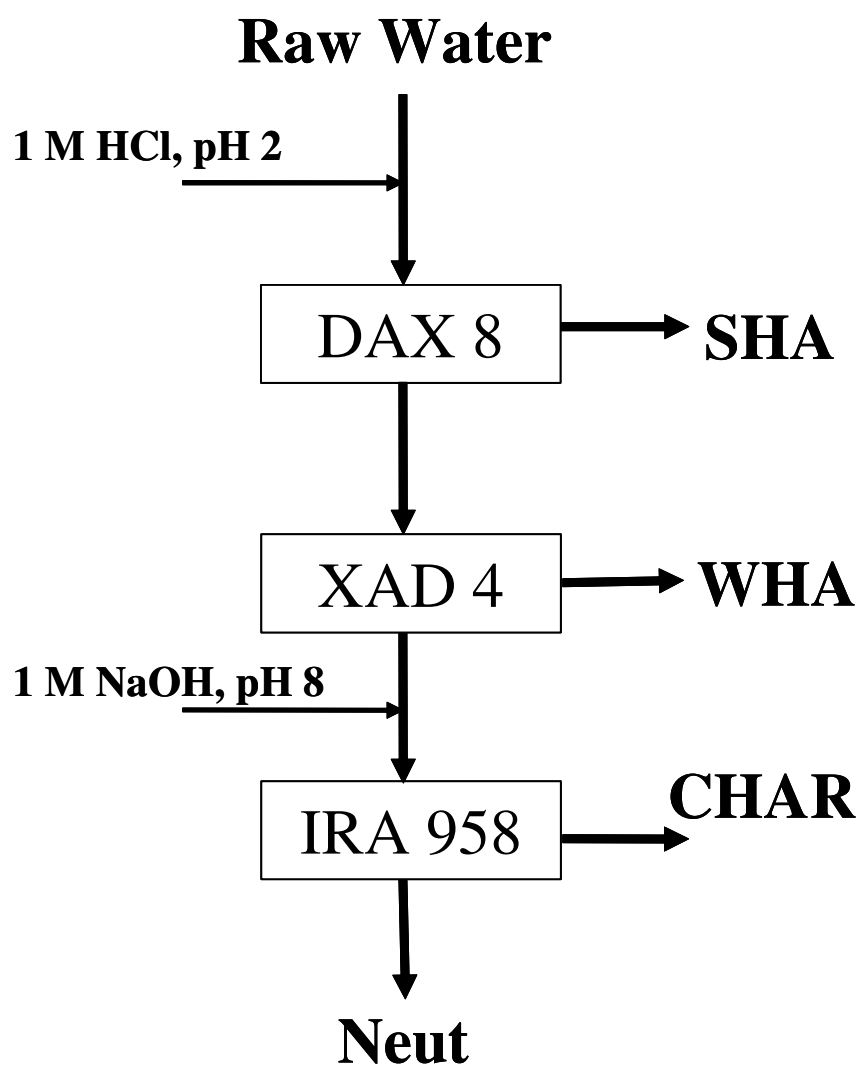 Raw Water
1 M HCl, pH 2
DAX 8
SHA
XAD 4
WHA
1 M NaOH, pH 8
CHAR
IRA 958
Neut